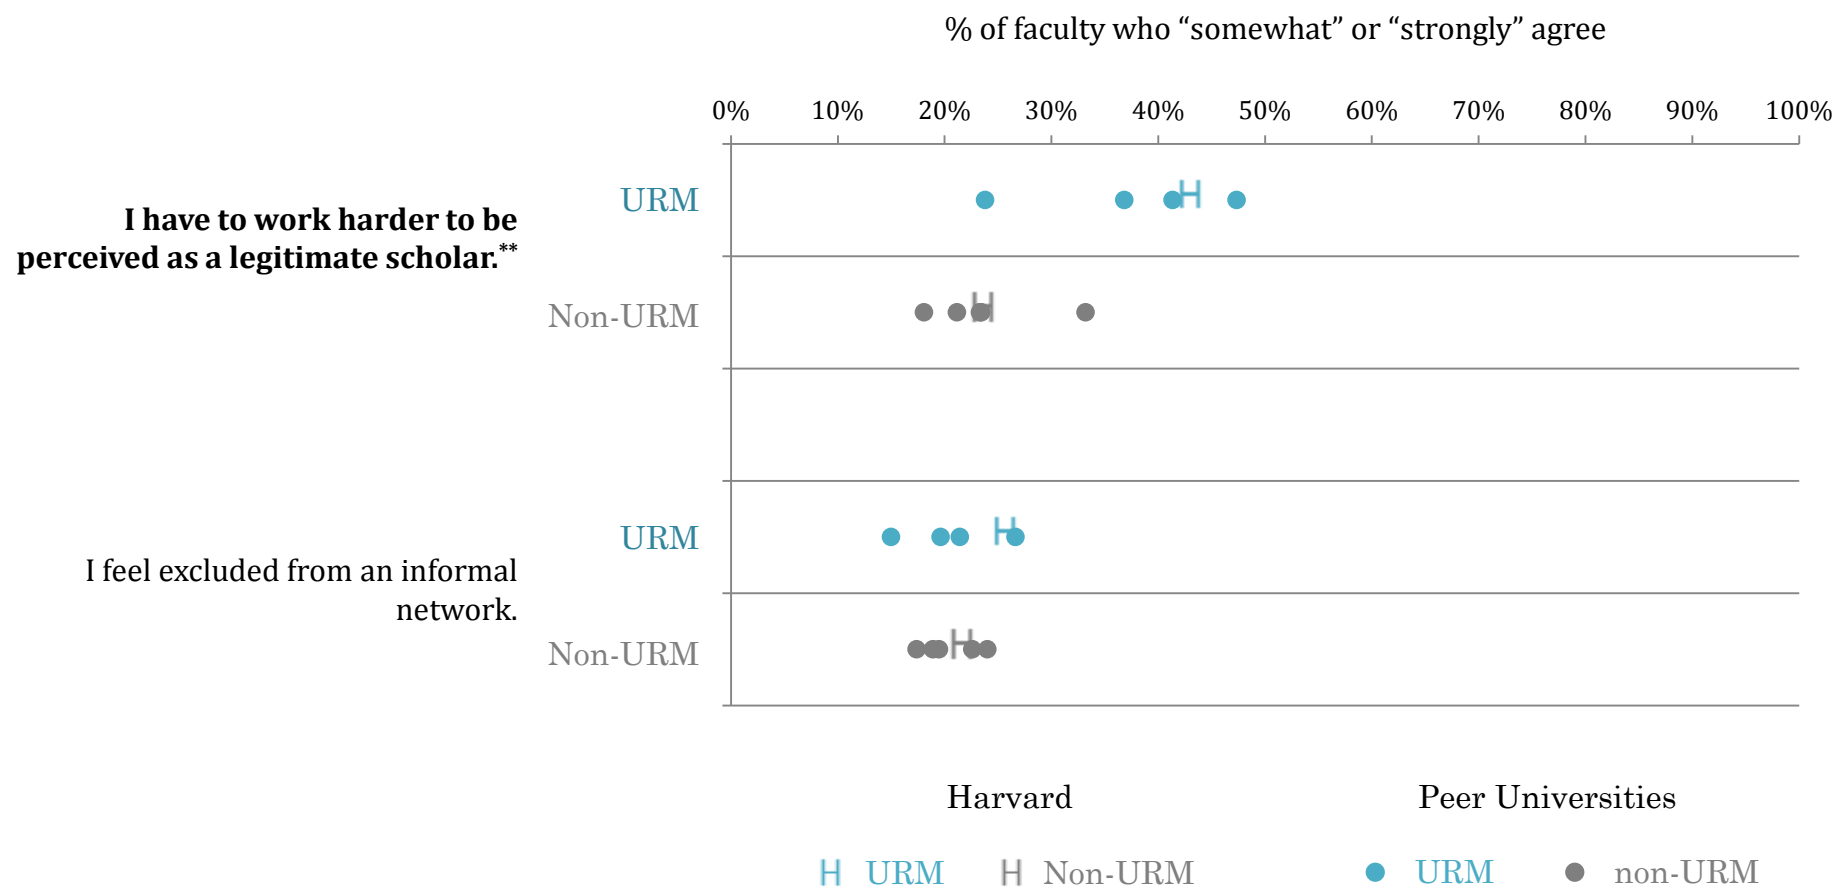 % of faculty who “somewhat” or “strongly” agree
0% 10% 20% 30% 40% 50% 60% 70% 80% 90% 100%
I have to work harder to be
perceived as a legitimate scholar.**
URM
H
Non-URM
H
I feel excluded from an informal
network.
URM
H
Non-URM
H
Harvard Peer Universities
H URM H Non-URM URM non-URM